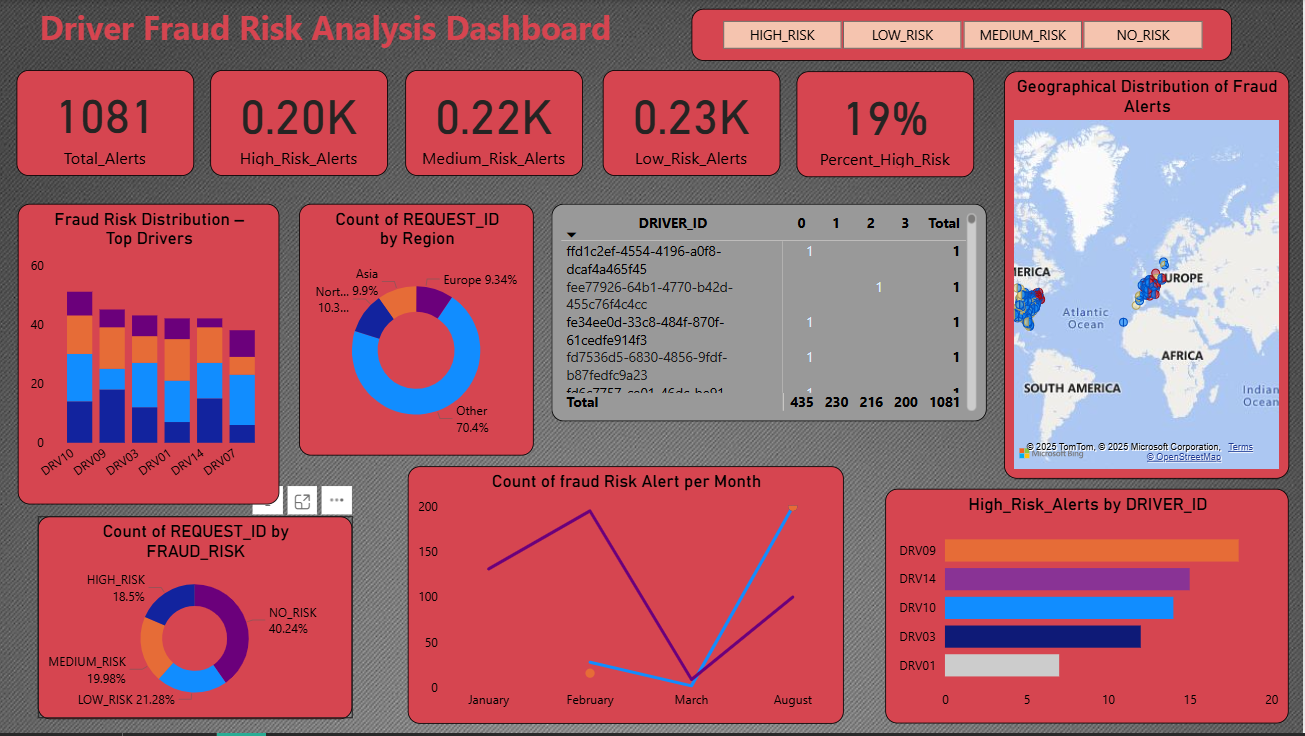 Driver Fraud Risk Analysis Dashboard
HIGH_RISK
LOW_RISK
MEDIUM_RISK
NO_RISK
1081
Total_Alerts
0.20K
High_Risk_Alerts
0.22K
Medium_Risk_Alerts
0.23K
Low_Risk_Alerts
19%
Percent_High_Risk
Geographical Distribution of Fraud
Alerts
MERICA
EUROPE
Atlantic
Ocean
AFRICA
SOUTH AMERICA
Indian
Ocean
© 2025 TomTom, © 2025 Microsoft Corporation, Terms
© OpenStreetMap
Microsoft Bing
Fraud Risk Distribution –
Top Drivers
60
40
20
0
DRV10
DRV09
DRV03
DRV01
DRV14
DRV07
Count of REQUEST_ID
by Region
Asia
9.9%
Europe 9.34%
Nort...
10.3...
Other
70.4%
DRIVER_ID 0 1 2 3 Total
ffd1c2ef-4554-4196-a0f8- 1 1
dcaf4a465f45
fee77926-64b1-4770-b42d- 1 1
455c76f4c4cc
fe34ee0d-33c8-484f-870f- 1 1
61cedfe914f3
fd7536d5-6830-4856-9fdf- 1 1
b87fedfc9a23
Total 435 230 216 200 1081
Count of REQUEST_ID by
FRAUD_RISK
HIGH_RISK
18.5%
NO_RISK
40.24%
MEDIUM_RISK
19.98%
LOW_RISK 21.28%
Count of fraud Risk Alert per Month
200
150
100
50
0
January
February
March
August
High_Risk_Alerts by DRIVER_ID
DRV09
DRV14
DRV10
DRV03
DRV01
0
5
10
15
20